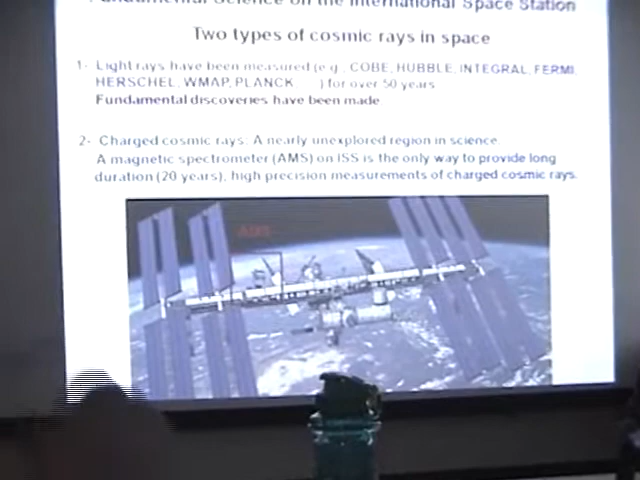 Fundamental Science on the International Space Station
Two types of cosmic rays in space
1- Light rays have been measured (e.g., COBE, HUBBLE, INTEGRAL, FERMI,
HERSCHEL, WMAP, PLANCK, ...) for over 50 years.
Fundamental discoveries have been made.
2- Charged cosmic rays: A nearly unexplored region in science.
A magnetic spectrometer (AMS) on ISS is the only way to provide long
duration (20 years), high precision measurements of charged cosmic rays.
AMS